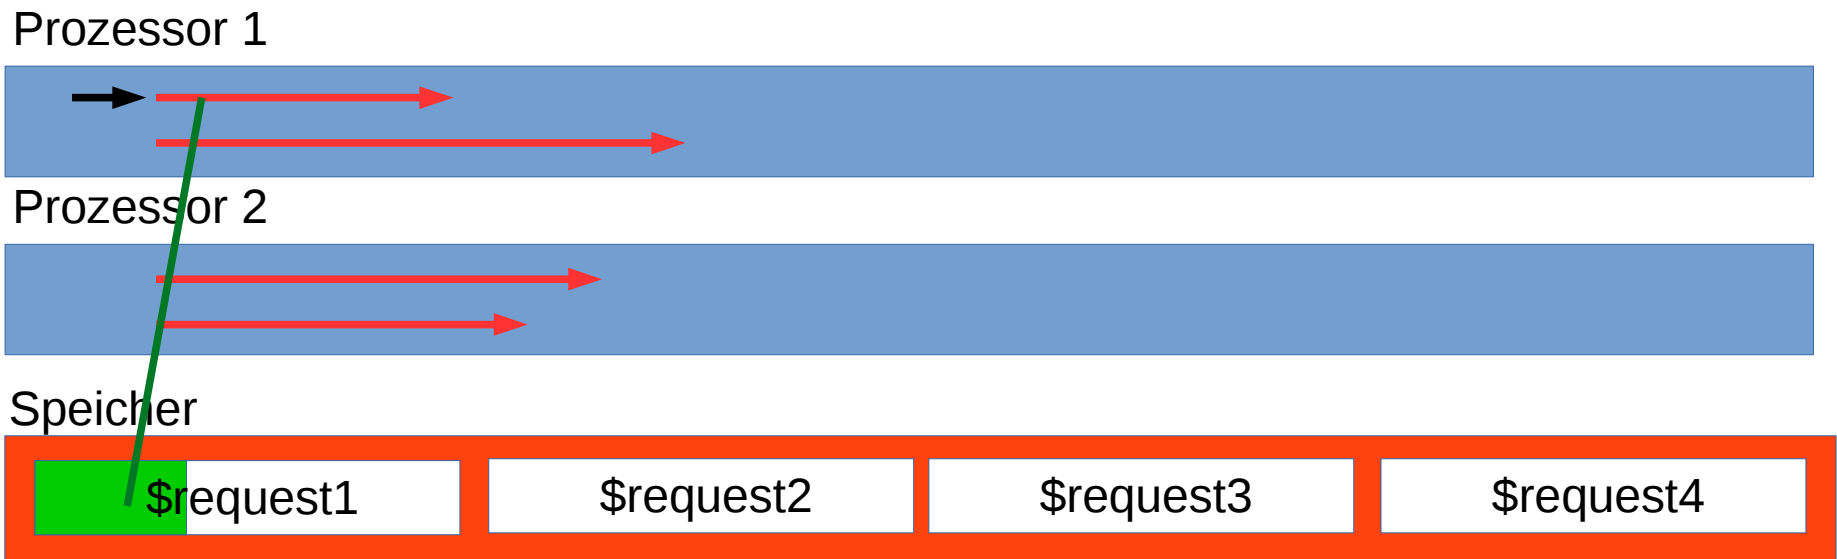 Prozessor 1
Prozessor 2
Speicher
$request1
$request2
$request3
$request4